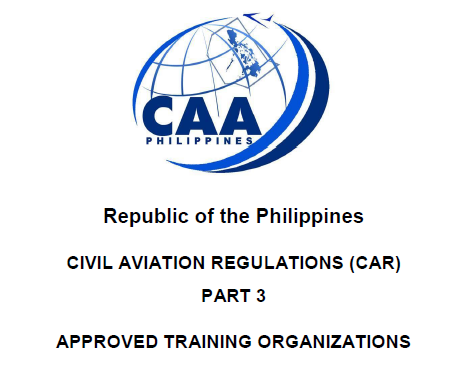 CAA
PHILIPPINES
Republic of the Philippines
CIVIL AVIATION REGULATIONS (CAR)
PART 3
APPROVED TRAINING ORGANIZATIONS